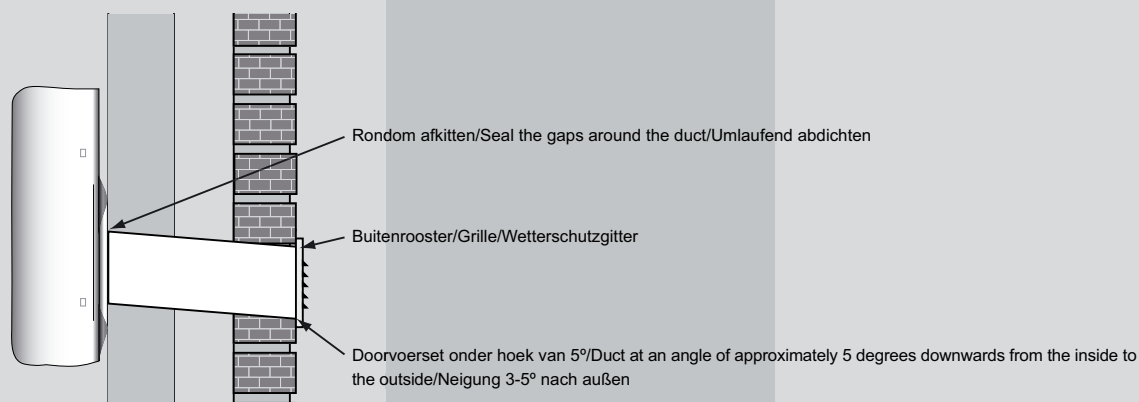 Rondom afkitten/Seal the gaps around the duct/Umlaufend abdichten
Buitenrooster/Grille/Wetterschutzgitter
Doorvoerset onder hoek van 5º/Duct at an angle of approximately 5 degrees downwards from the inside to
the outside/Neigung 3-5º nach außen